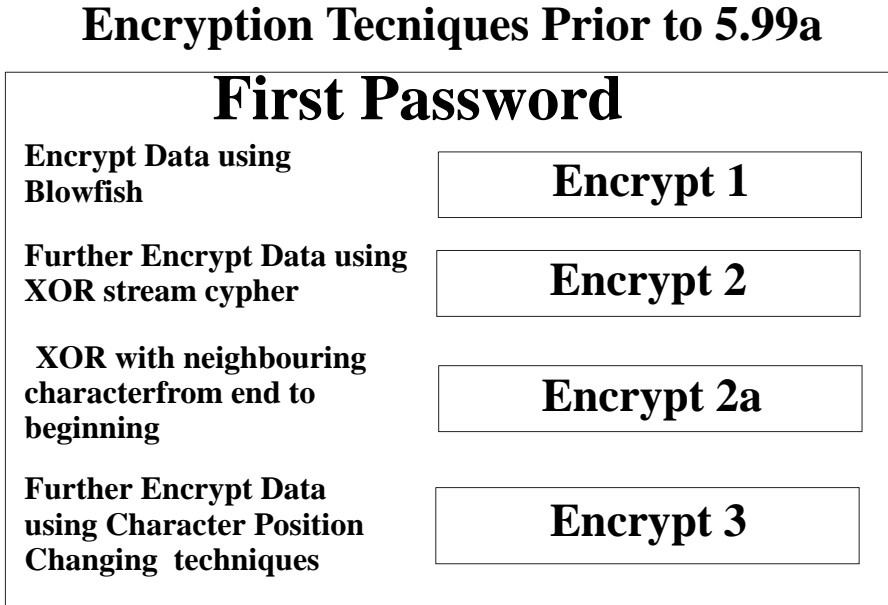 Encryption Tecniques Prior to 5.99a
First Password
Encrypt Data using
Blowfish
Encrypt 1
Further Encrypt Data using
XOR stream cypher
Encrypt 2
XOR with neighbouring
characterfrom end to
beginning
Encrypt 2a
Further Encrypt Data
using Character Position
Changing techniques
Encrypt 3